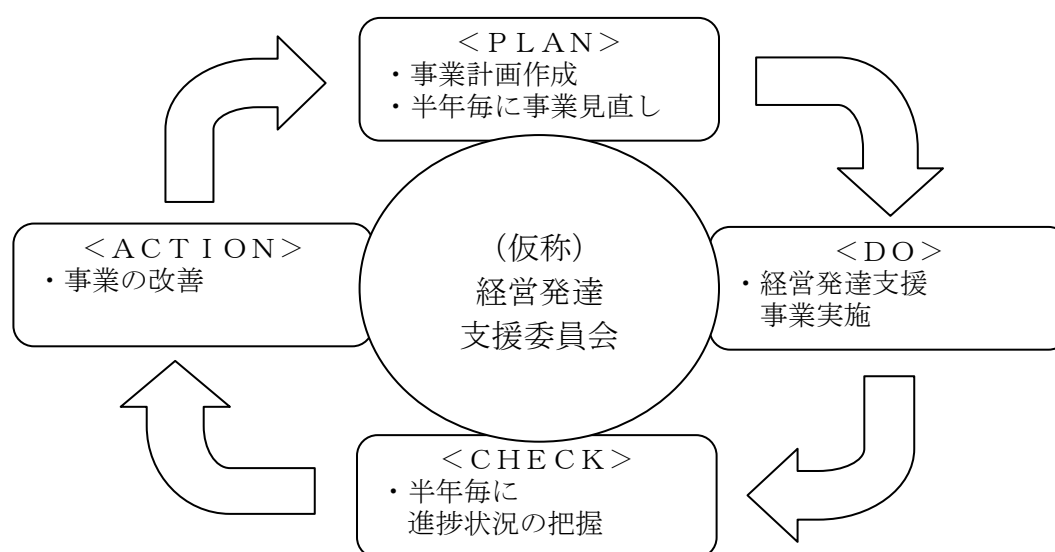 ＜ＰＬＡＮ＞
・事業計画作成
・半年毎に事業見直し
＜ＡＣＴＩＯＮ＞
・事業の改善
（仮称）
経営発達
支援委員会
＜ＤＯ＞
・経営発達支援
事業実施
＜ＣＨＥＣＫ＞
・半年毎に
進捗状況の把握